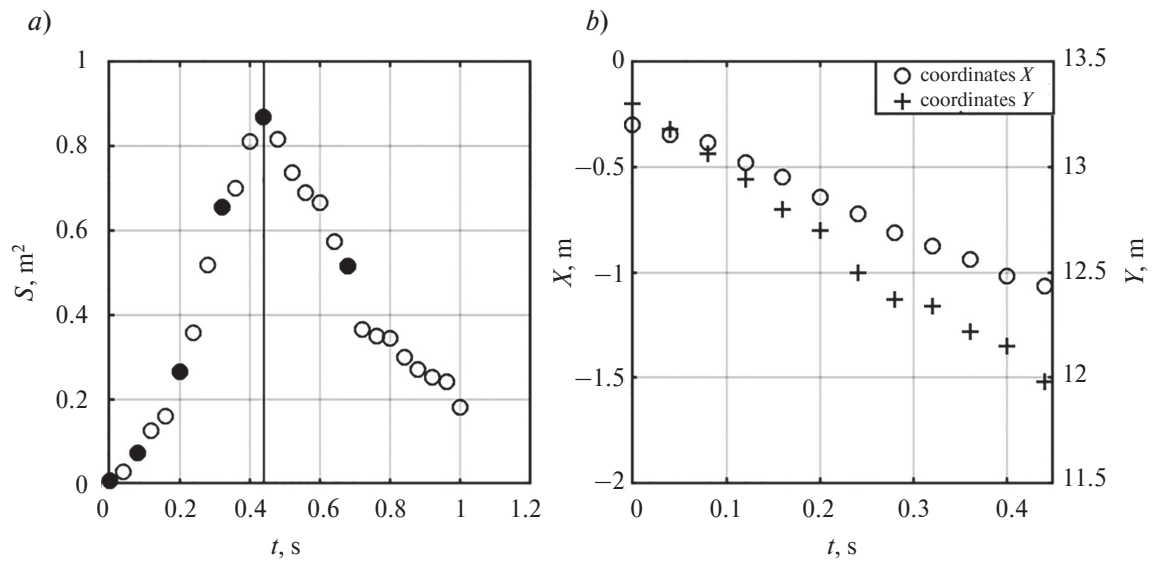 a)
b)
1
0.8
0.6
0.4
0.2
0
S, m²
0 0.2 0.4 0.6 0.8 1 1.2
t, s
0
−0.5
−1
−1.5
−2
X, m
coordinates X
coordinates Y
13.5
13
12.5
12
11.5
Y, m
0 0.1 0.2 0.3 0.4
t, s